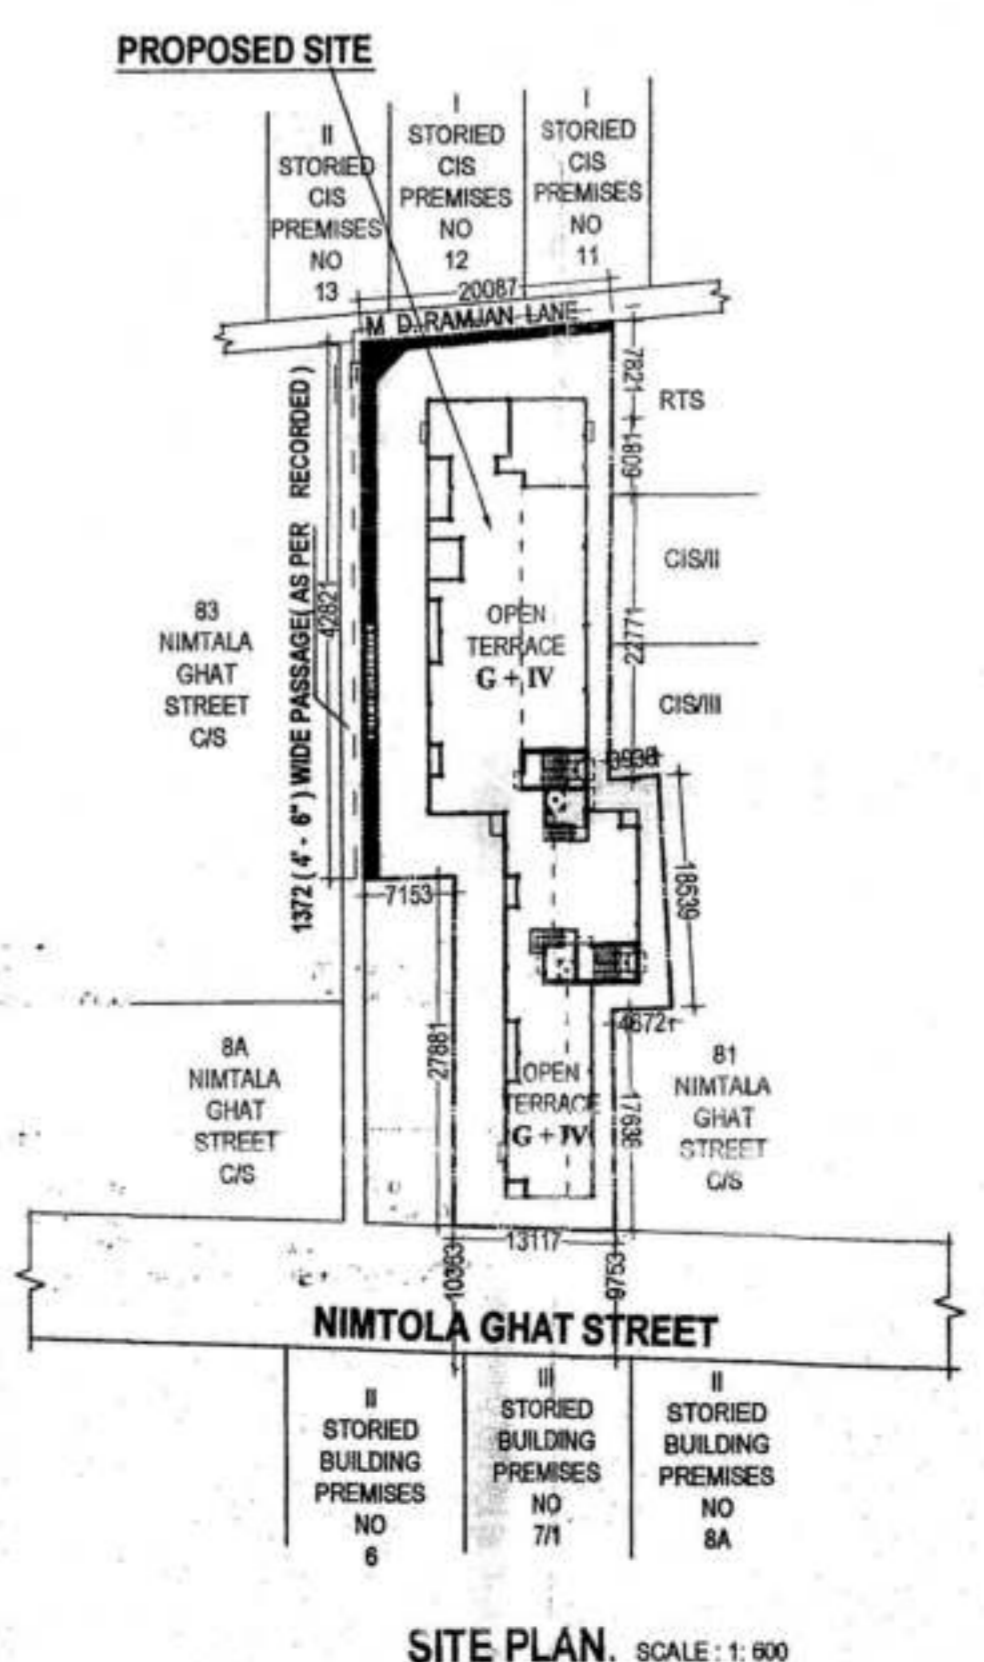 PROPOSED SITE
II
STORIED
CIS
PREMISES
NO
13
I
STORIED
CIS
PREMISES
NO
12
I
STORIED
CIS
PREMISES
NO
11
20087
M D. RAMJAN LANE
7821
RTS
1809
CIS/II
22771
CIS/III
3938
18539
4672
17636
1372 ( 4' - 6" ) WIDE PASSAGE( AS PER RECORDED )
42821
83
NIMTALA
GHAT
STREET
C/S
OPEN
TERRACE
G + IV
7153
27881
8A
NIMTALA
GHAT
STREET
C/S
OPEN
TERRACE
G + IV
81
NIMTALA
GHAT
STREET
C/S
13117
10363
9753
NIMTOLA GHAT STREET
II
STORIED
BUILDING
PREMISES
NO
6
III
STORIED
BUILDING
PREMISES
NO
7/1
II
STORIED
BUILDING
PREMISES
NO
8A
SITE PLAN. SCALE : 1: 600